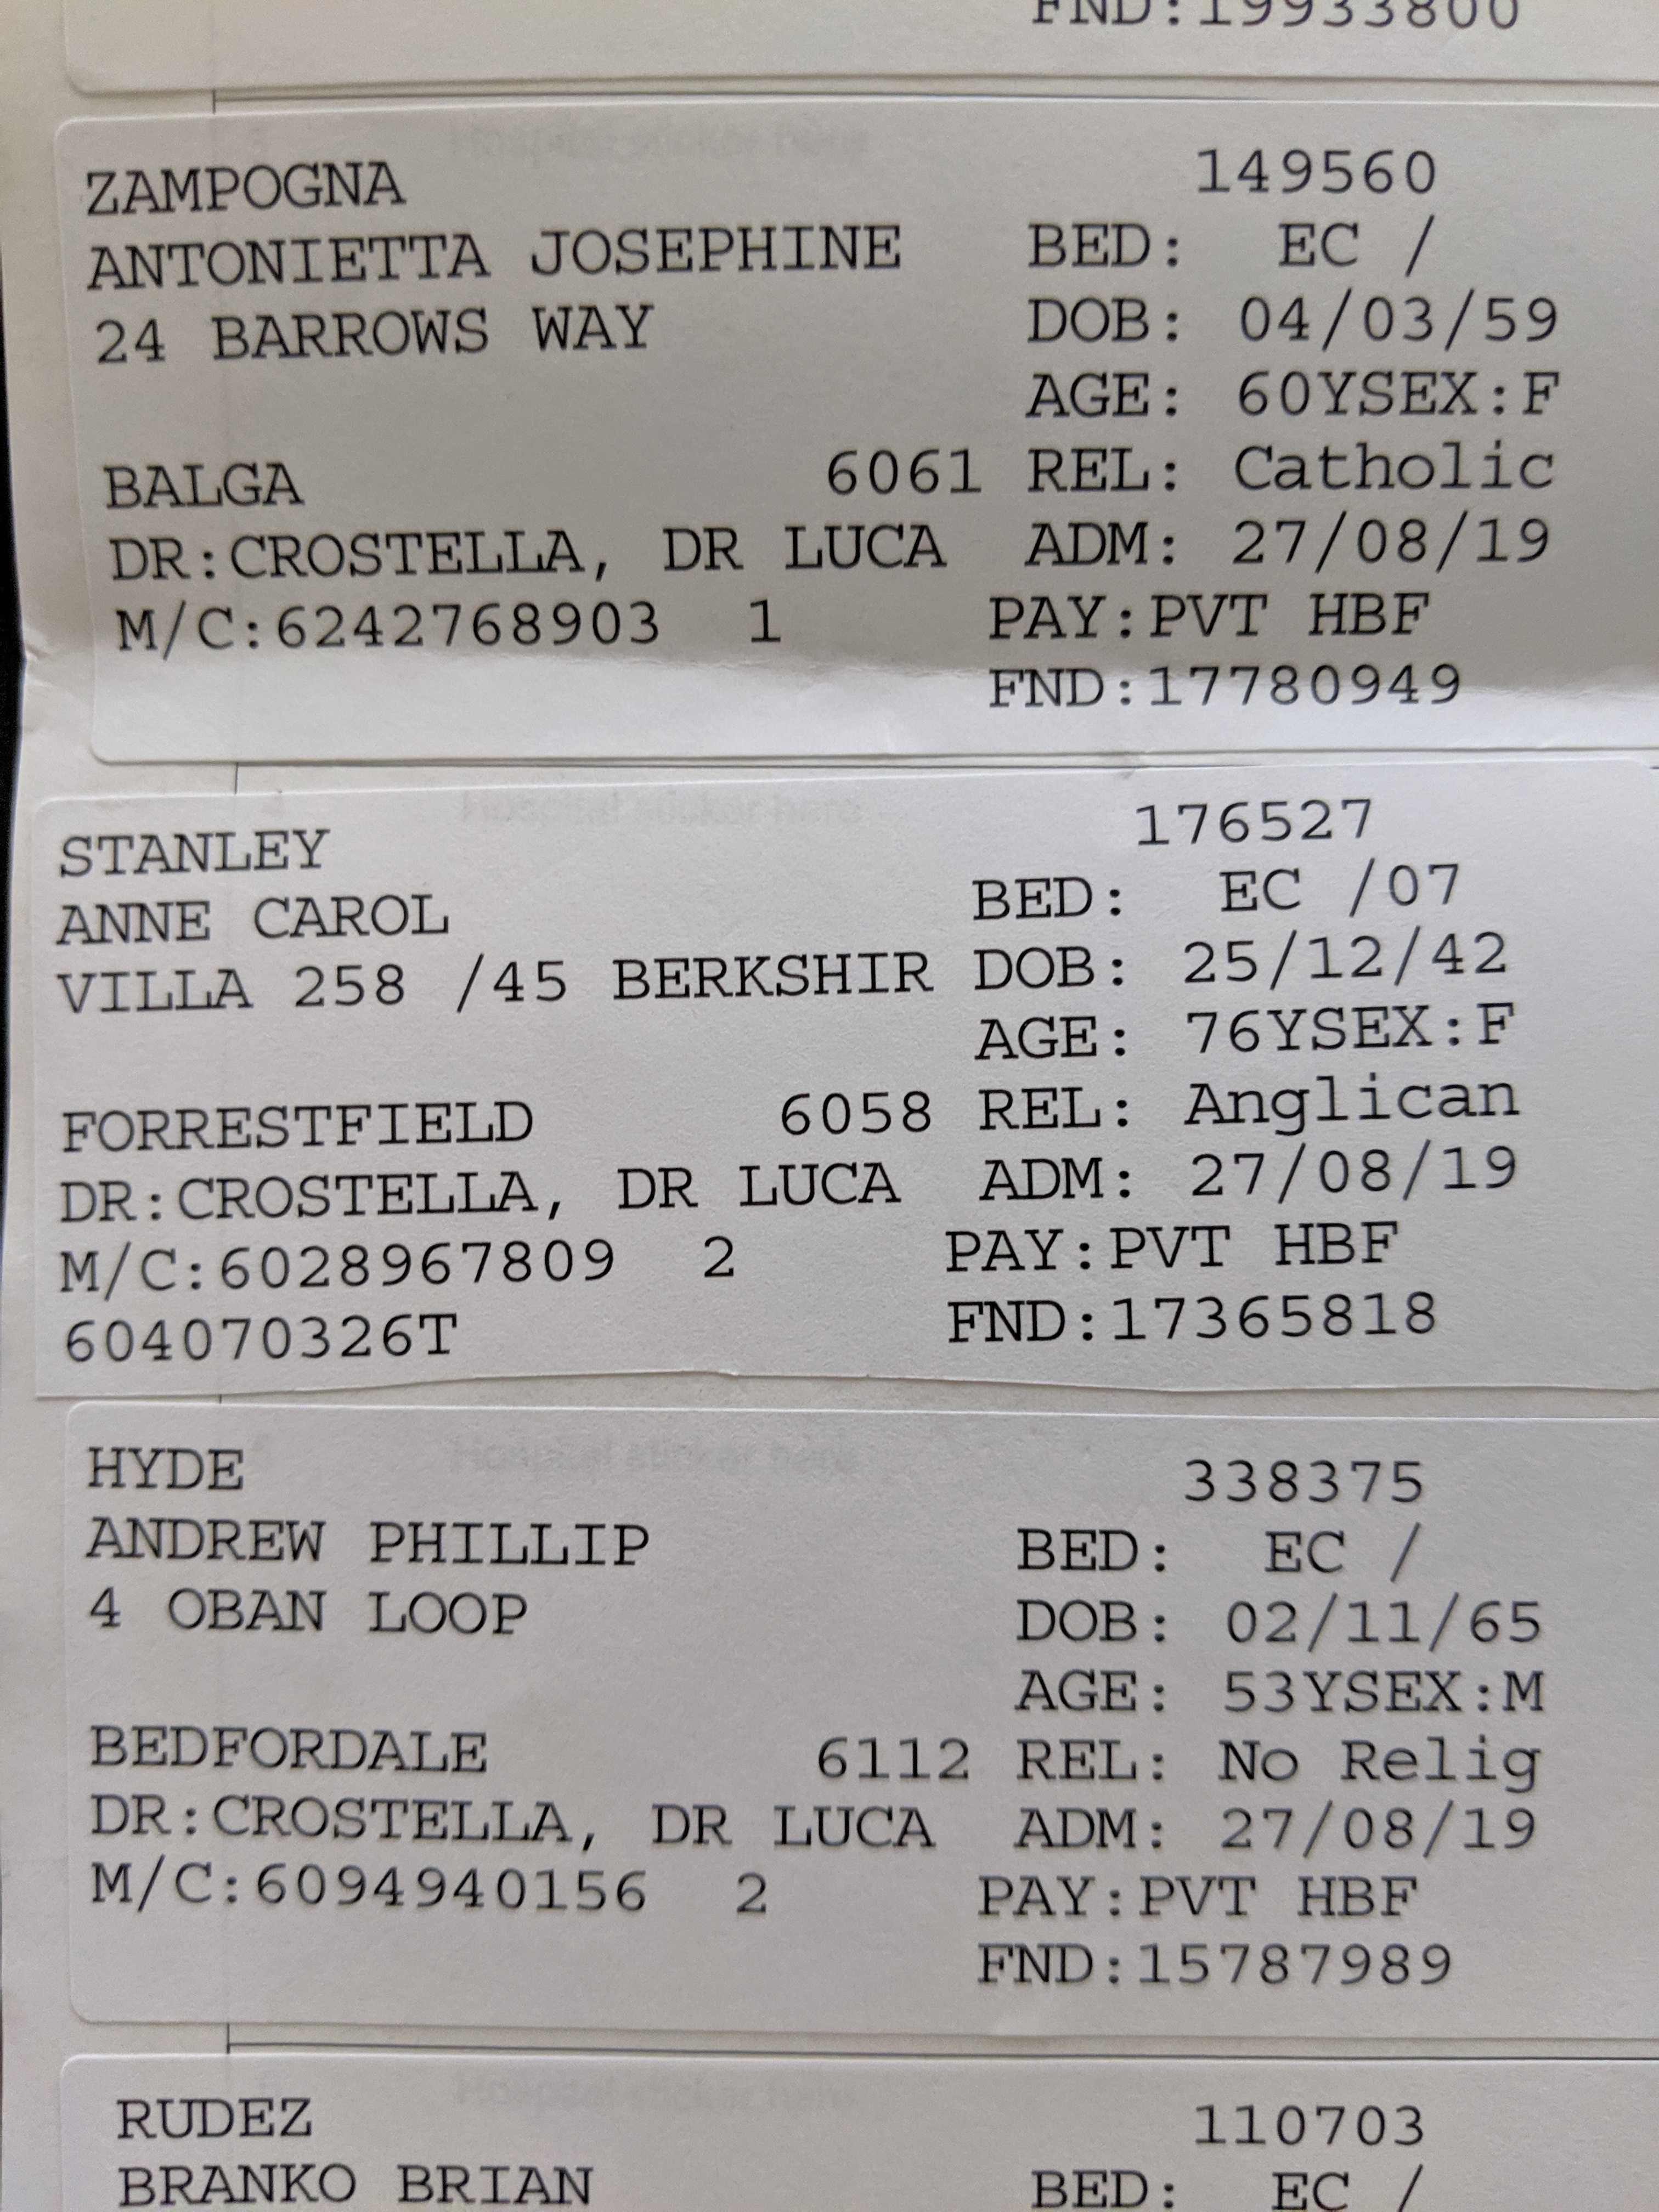 FND:19933800
ZAMPOGNA 149560
ANTONIETTA JOSEPHINE BED: EC /
24 BARROWS WAY DOB: 04/03/59
AGE: 60YSEX:F
BALGA 6061 REL: Catholic
DR:CROSTELLA, DR LUCA ADM: 27/08/19
M/C:6242768903 1 PAY:PVT HBF
FND:17780949
STANLEY 176527
ANNE CAROL BED: EC /07
VILLA 258 /45 BERKSHIR DOB: 25/12/42
AGE: 76YSEX:F
FORRESTFIELD 6058 REL: Anglican
DR:CROSTELLA, DR LUCA ADM: 27/08/19
M/C:6028967809 2 PAY:PVT HBF
604070326T FND:17365818
HYDE 338375
ANDREW PHILLIP BED: EC /
4 OBAN LOOP DOB: 02/11/65
AGE: 53YSEX:M
BEDFORDALE 6112 REL: No Relig
DR:CROSTELLA, DR LUCA ADM: 27/08/19
M/C:6094940156 2 PAY:PVT HBF
FND:15787989
RUDEZ 110703
BRANKO BRIAN BED: EC /